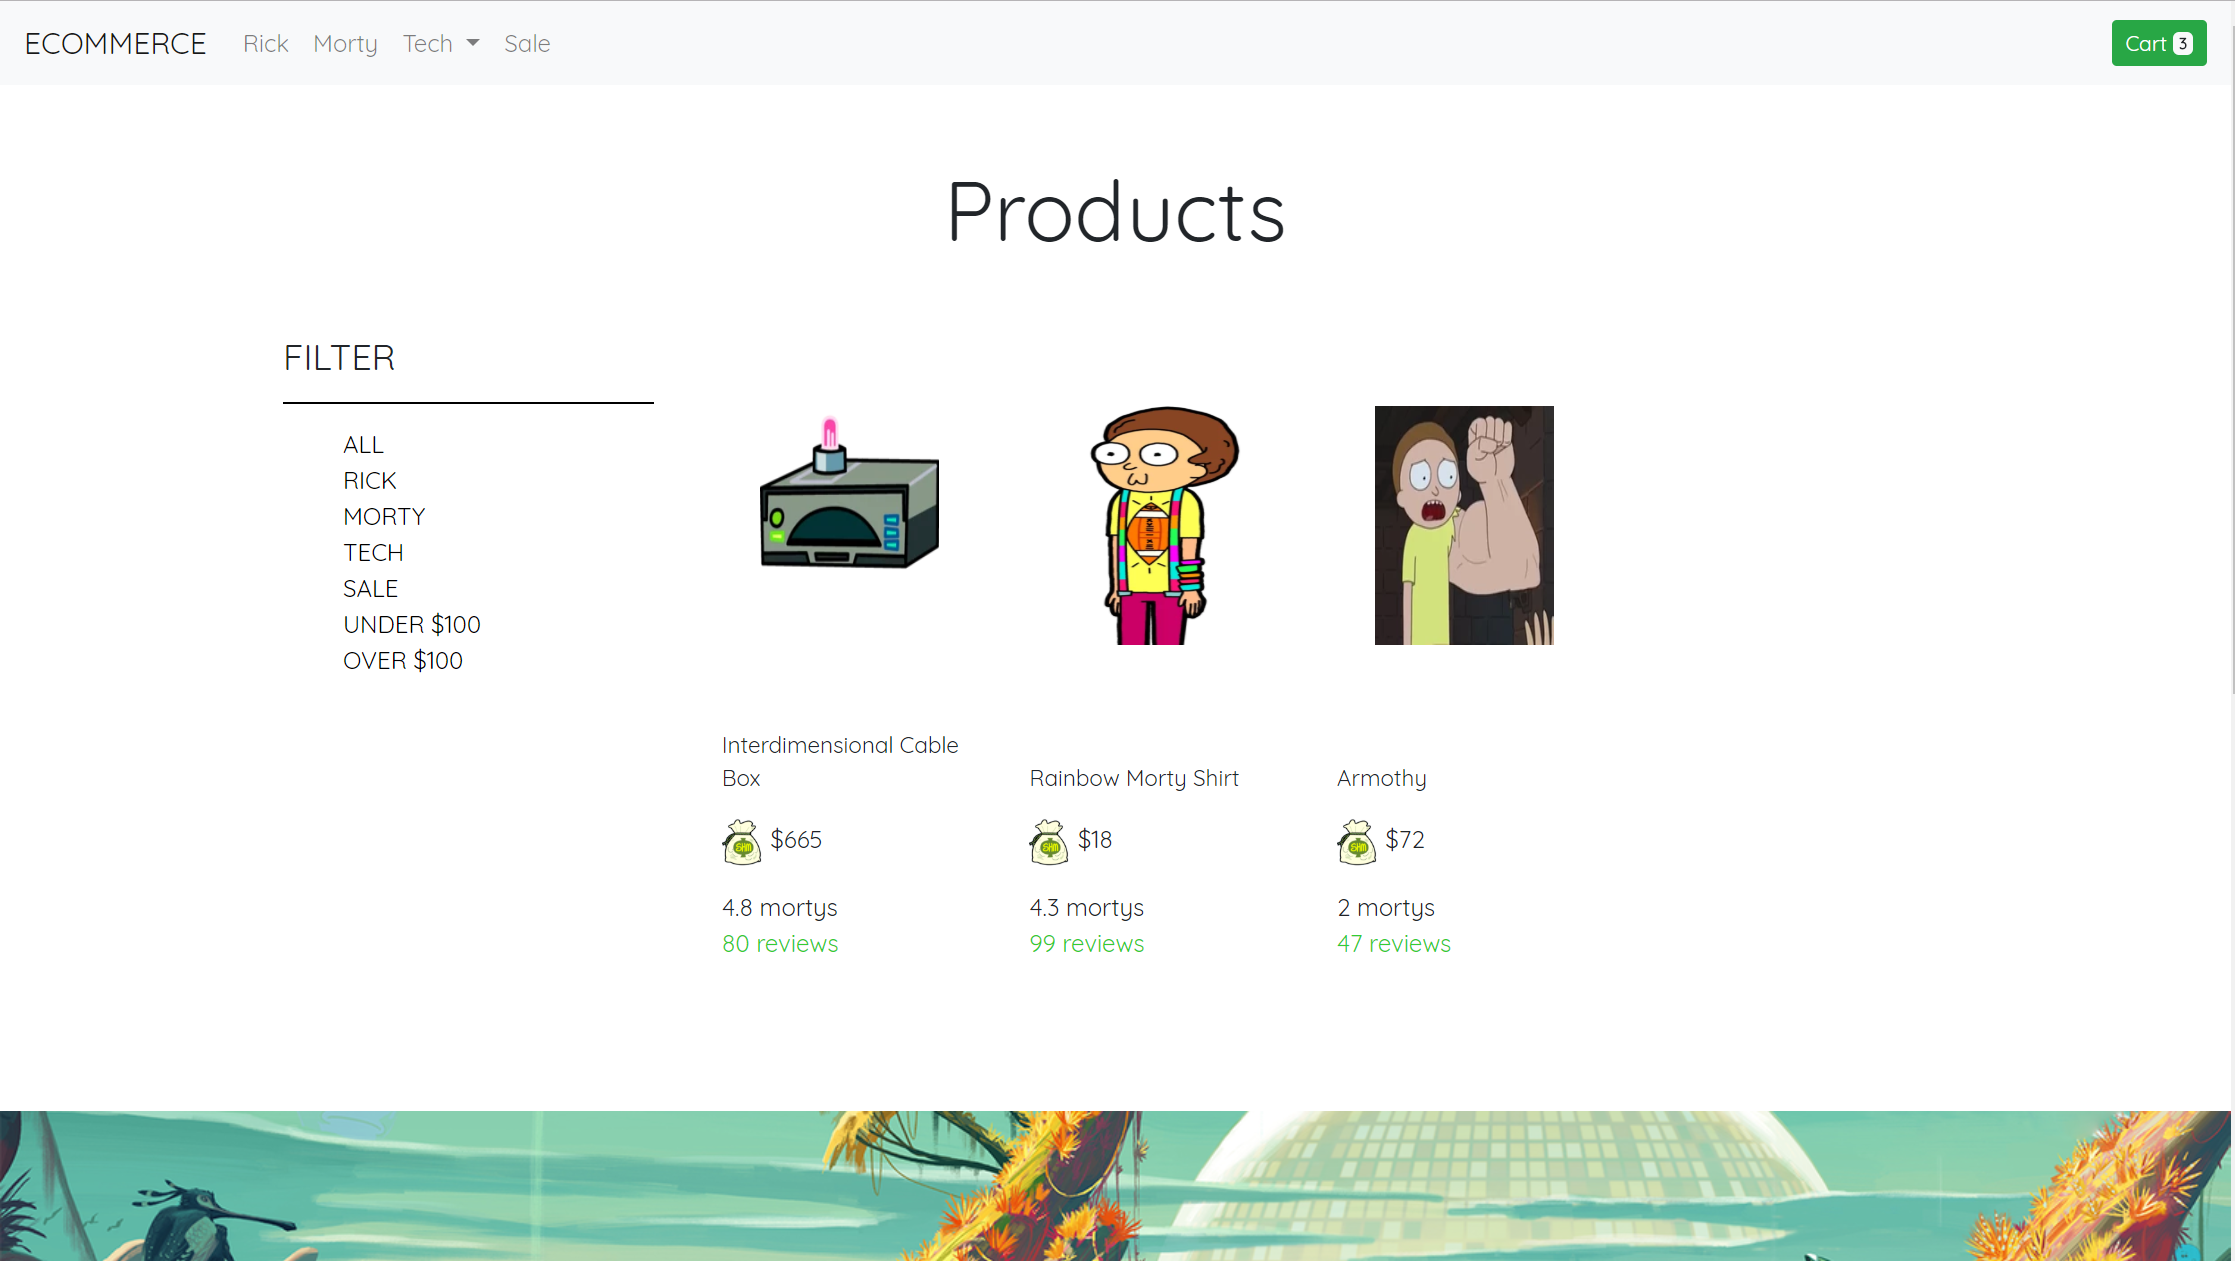 ECOMMERCE Rick Morty Tech Sale Cart 3
Products
FILTER
ALL
RICK
MORTY
TECH
SALE
UNDER $100
OVER $100
Interdimensional Cable
Box
$665
4.8 mortys
80 reviews
Rainbow Morty Shirt
$18
4.3 mortys
99 reviews
Armothy
$72
2 mortys
47 reviews